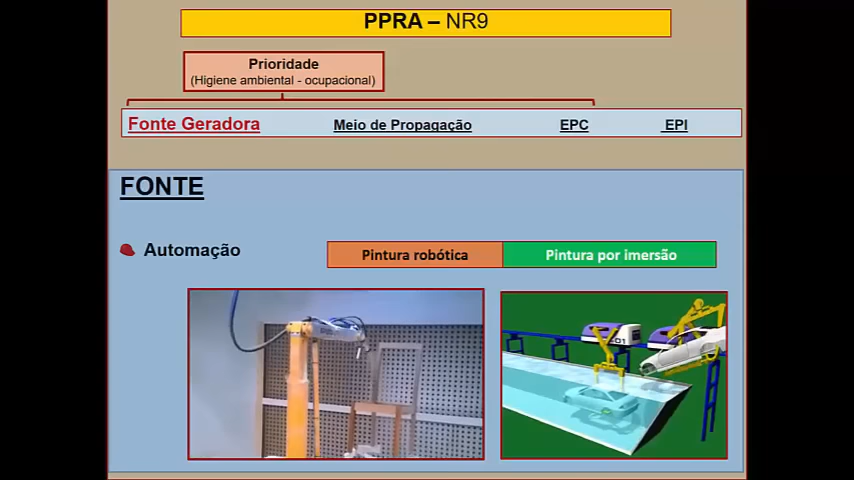 PPRA – NR9
Prioridade
(Higiene ambiental - ocupacional)
Fonte Geradora Meio de Propagação EPC EPI
FONTE
Automação
Pintura robótica Pintura por imersão